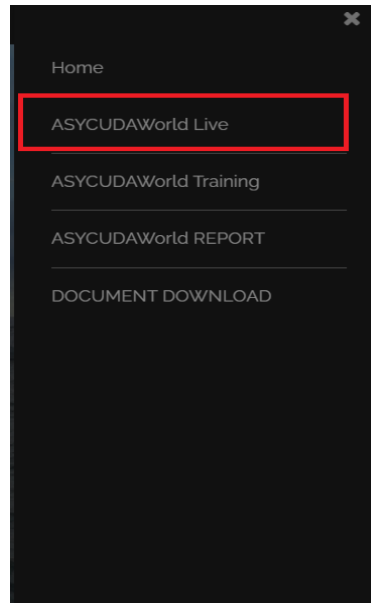 Home
ASYCUDAWorld Live
ASYCUDAWorld Training
ASYCUDAWorld REPORT
DOCUMENT DOWNLOAD